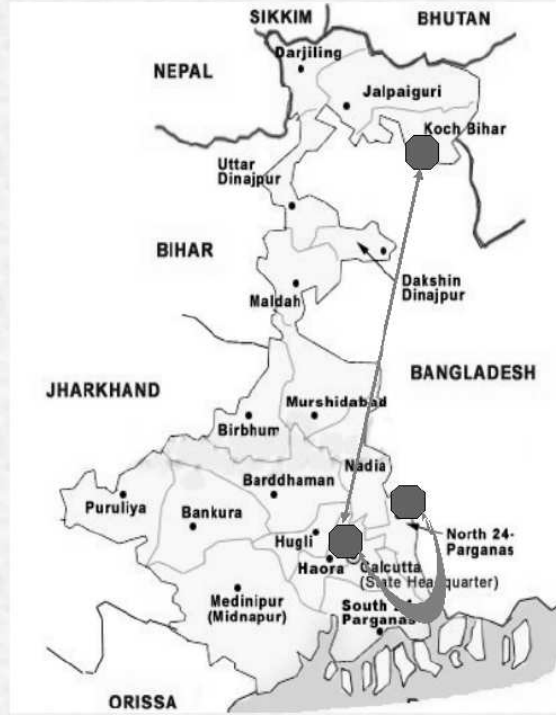 SIKKIM
BHUTAN
Darjiling
NEPAL
Jalpaiguri
Koch Bihar
Uttar
Dinajpur
BIHAR
Dakshin
Dinajpur
Maldah
BANGLADESH
JHARKHAND
Murshidabad
Birbhum
Nadia
Barddhaman
Puruliya
Bankura
North 24-
Parganas
Hugli
Haora
Calcutta
(State Headquarter)
Medinipur
(Midnapur)
South
Parganas
ORISSA